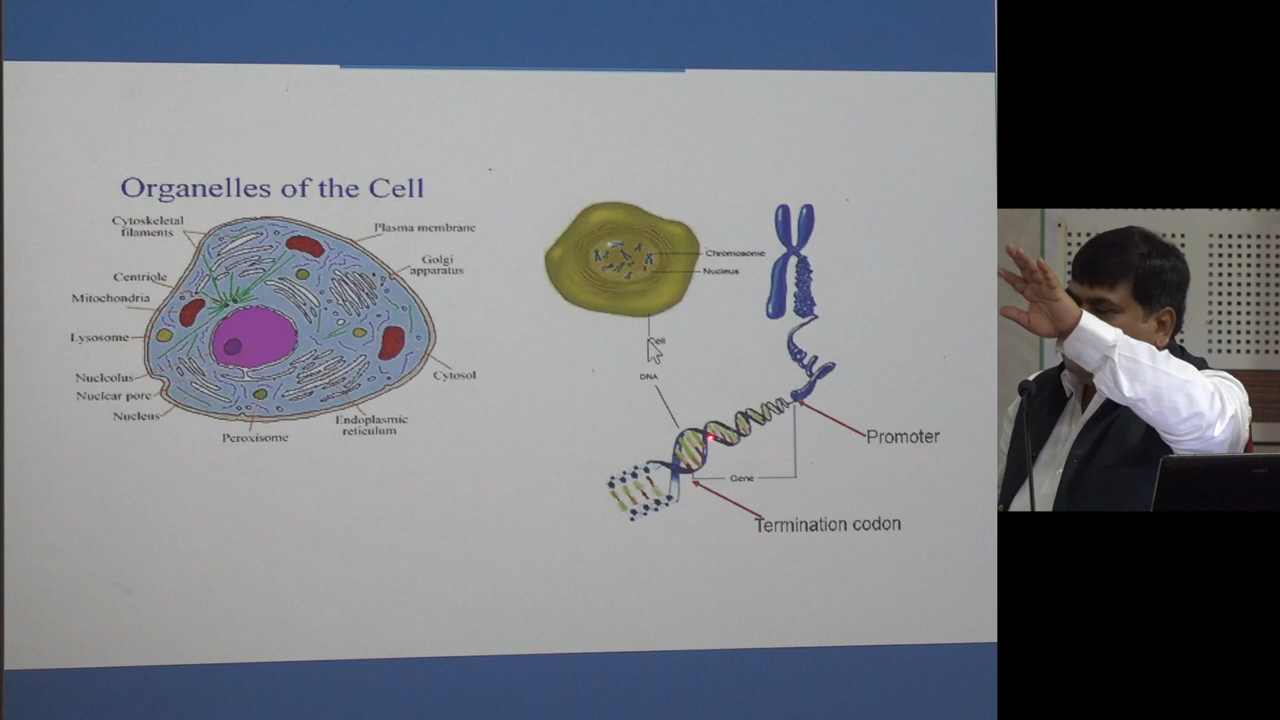 Organelles of the Cell
Cytoskeletal
filaments
Plasma membrane
Golgi
apparatus
Centriole
Mitochondria
Lysosome
Nucleolus
Nuclear pore
Nucleus
Peroxisome
Endoplasmic
reticulum
Cytosol
Chromosome
Nucleus
Cell
DNA
Gene
Promoter
Termination codon